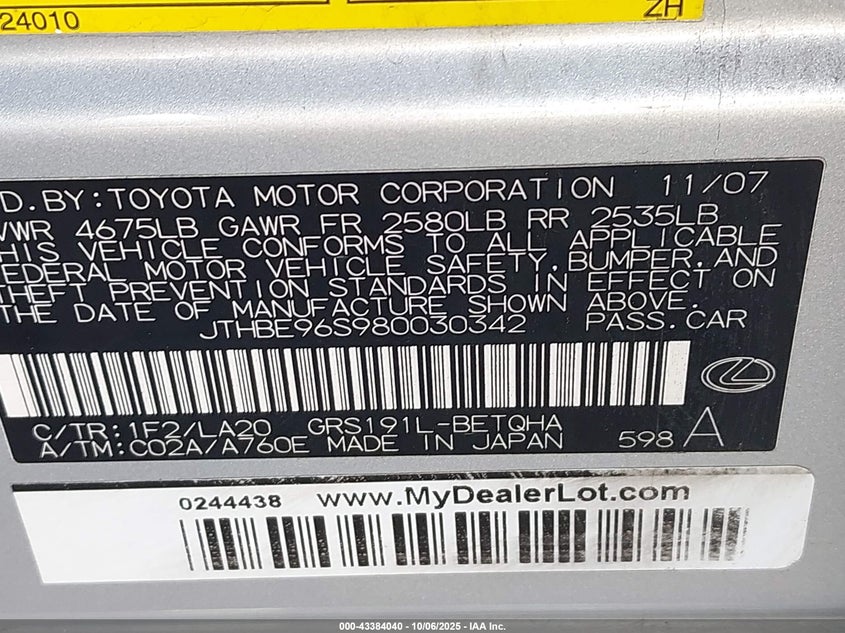 24010
ZH
D. BY: TOYOTA MOTOR CORPORATION 11/07
VWR 4675LB GAWR FR 2580LB RR 2535LB
HIS VEHICLE CONFORMS TO ALL APPLICABLE
EDERAL MOTOR VEHICLE SAFETY, BUMPER, AND
THEFT PREVENTION STANDARDS IN EFFECT ON
THE DATE OF MANUFACTURE SHOWN ABOVE.
JTHBE96S980030342 PASS. CAR
C/TR: 1F2/LA20 GRS191L-BETQHA
A/TM: C02A/A760E MADE IN JAPAN 598 A
0244438 www.MyDealerLot.com
000-43384040 - 10/06/2025 - IAA Inc.